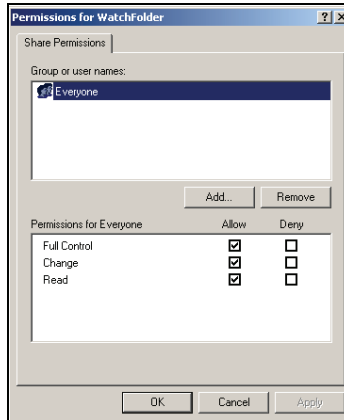 Permissions for WatchFolder
Share Permissions
Group or user names:
Everyone
Add... Remove
Permissions for Everyone Allow Deny
Full Control
Change
Read
OK Cancel Apply